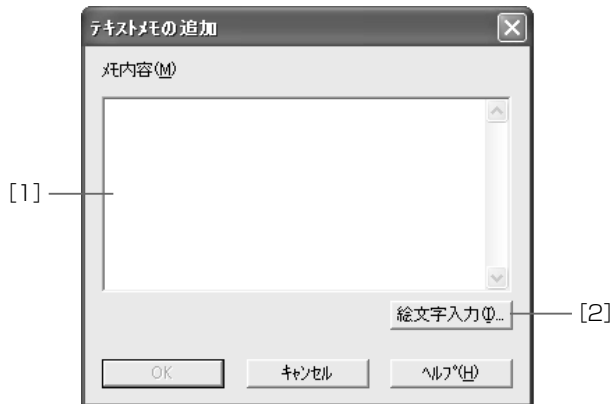 テキストメモの追加
メモ内容(M)
[1]
絵文字入力(I)...
[2]
OK
キャンセル
ヘルプ(H)